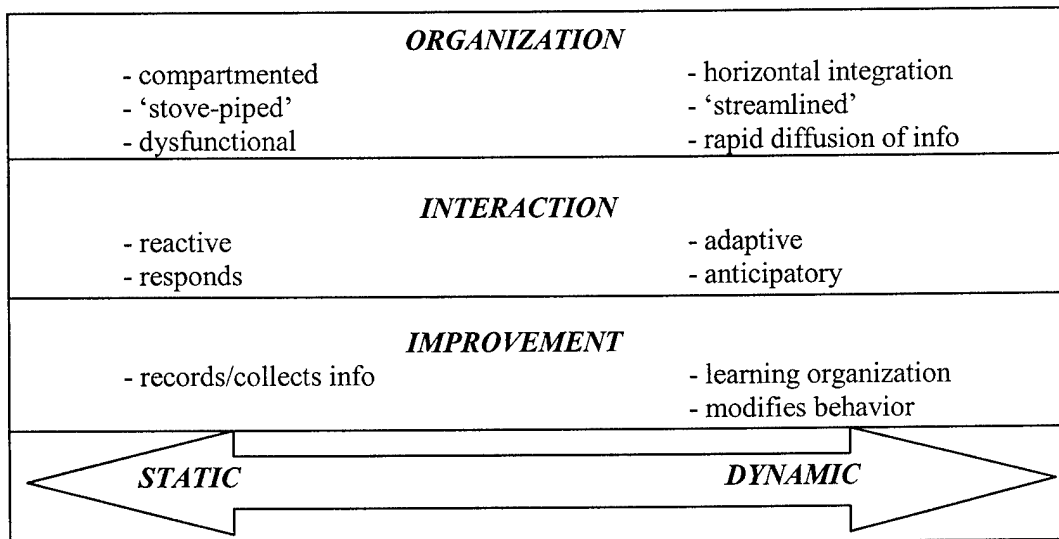 ORGANIZATION
- compartmented - horizontal integration
- ‘stove-piped’ - ‘streamlined’
- dysfunctional - rapid diffusion of info
INTERACTION
- reactive - adaptive
- responds - anticipatory
IMPROVEMENT
- records/collects info - learning organization
- modifies behavior
STATIC DYNAMIC